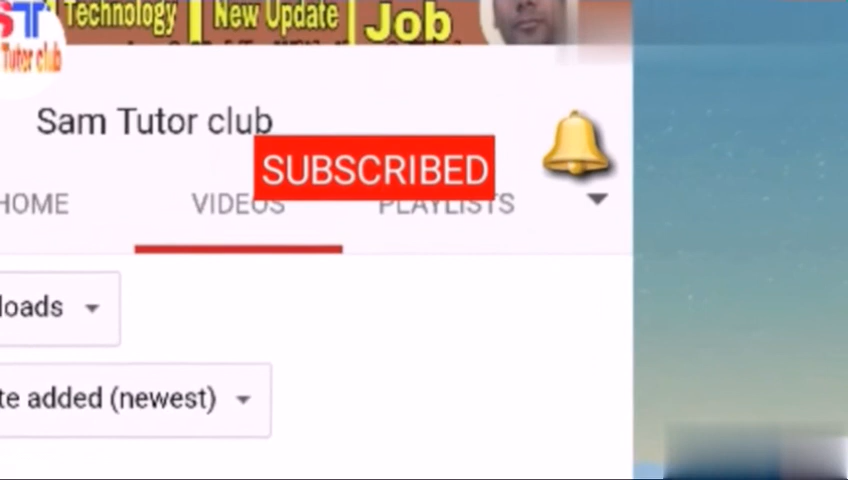 Technology New Update Job
ST
Tutor club
Sam Tutor club
SUBSCRIBED
HOME VIDEOS PLAYLISTS
loads
te added (newest)